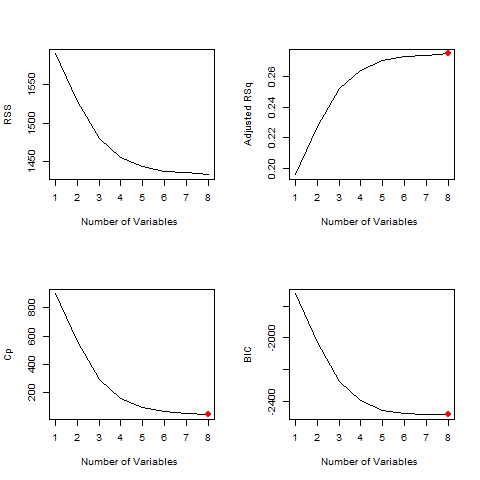 RSS
1450 1500 1550
1 2 3 4 5 6 7 8
Number of Variables
Adjusted RSq
0.20 0.22 0.24 0.26
1 2 3 4 5 6 7 8
Number of Variables
Cp
200 400 600 800
1 2 3 4 5 6 7 8
Number of Variables
BIC
-2400 -2000
1 2 3 4 5 6 7 8
Number of Variables